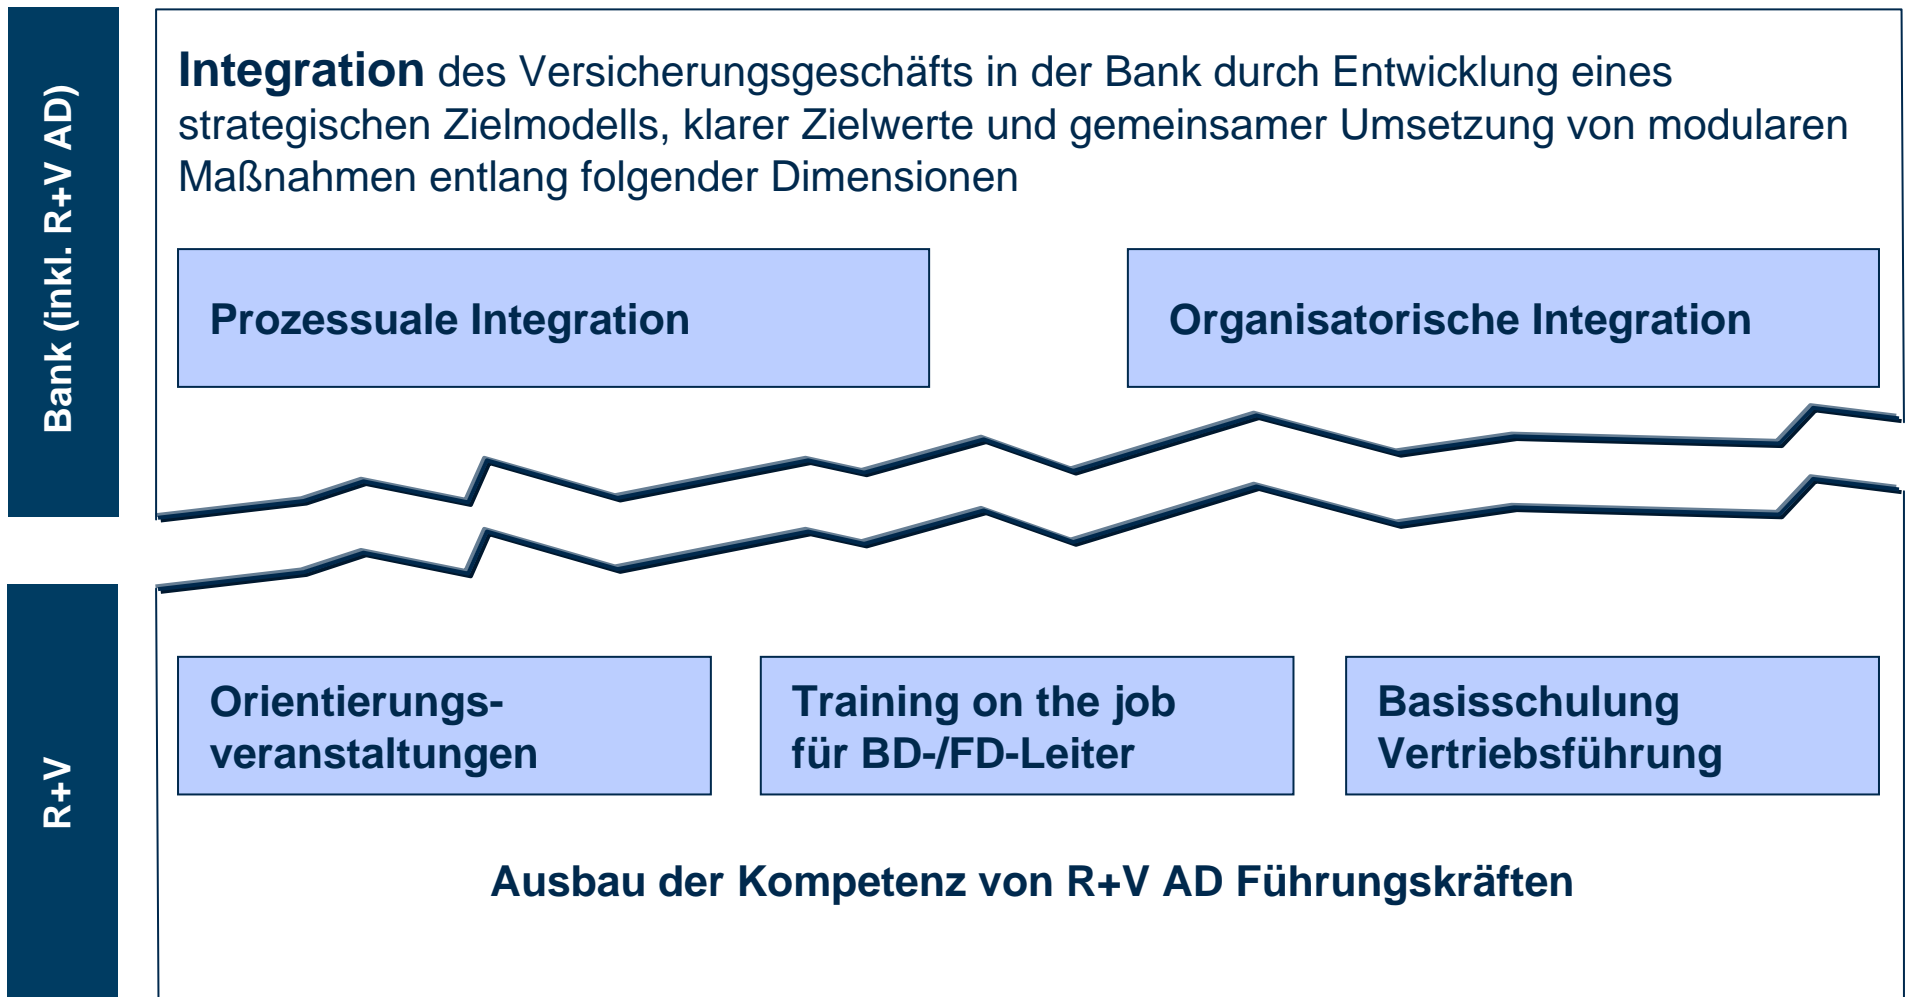 Bank (inkl. R+V AD)
Integration des Versicherungsgeschäfts in der Bank durch Entwicklung eines
strategischen Zielmodells, klarer Zielwerte und gemeinsamer Umsetzung von modularen
Maßnahmen entlang folgender Dimensionen
Prozessuale Integration
Organisatorische Integration
R+V
Orientierungs-
veranstaltungen
Training on the job
für BD-/FD-Leiter
Basisschulung
Vertriebsführung
Ausbau der Kompetenz von R+V AD Führungskräften